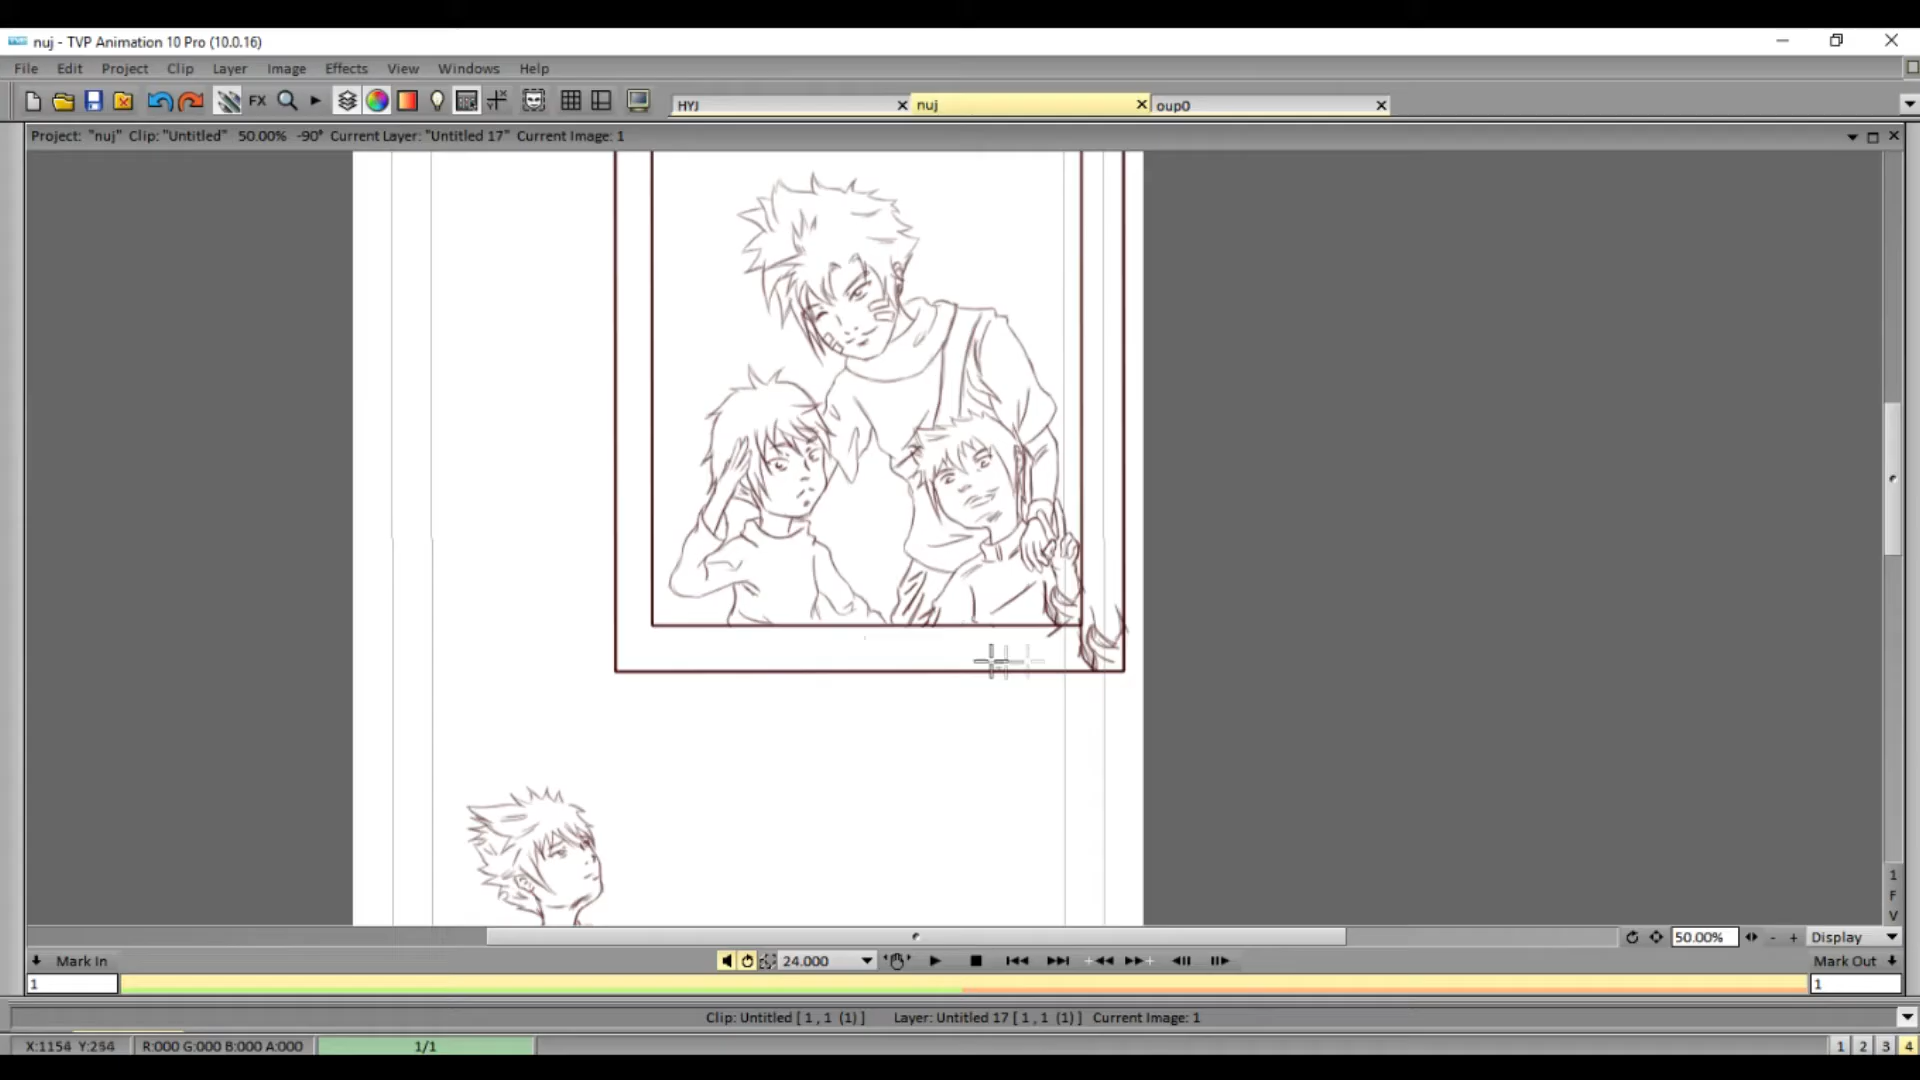 nuj - TVP Animation 10 Pro (10.0.16)
File Edit Project Clip Layer Image Effects View Windows Help
FX HYJ nuj oup0
Project: "nuj" Clip: "Untitled" 50.00% -90° Current Layer: "Untitled 17" Current Image: 1
1
F
V
50.00% - + Display
Mark In 24.000 Mark Out
1 1
Clip: Untitled [ 1 , 1 (1) ] Layer: Untitled 17 [ 1 , 1 (1) ] Current Image: 1
X:1154 Y:254 R:000 G:000 B:000 A:000 1/1 1 2 3 4